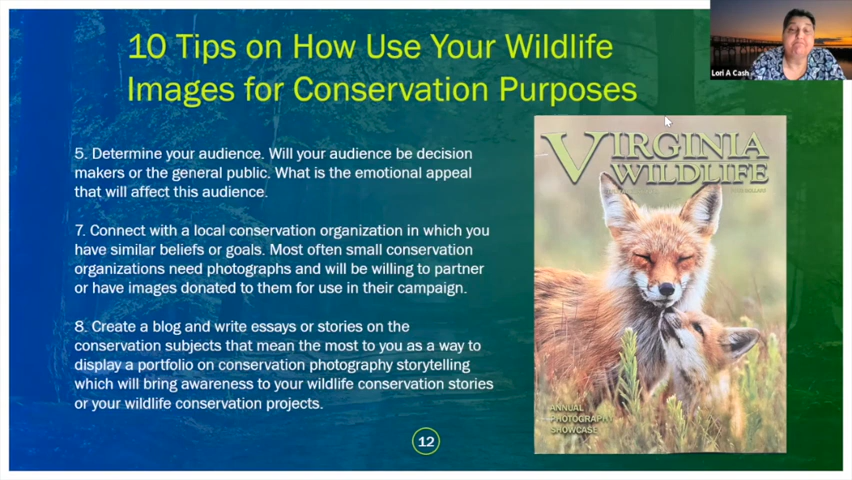 10 Tips on How Use Your Wildlife
Images for Conservation Purposes
Lori A Cash
5. Determine your audience. Will your audience be decision
makers or the general public. What is the emotional appeal
that will affect this audience.
7. Connect with a local conservation organization in which you
have similar beliefs or goals. Most often small conservation
organizations need photographs and will be willing to partner
or have images donated to them for use in their campaign.
8. Create a blog and write essays or stories on the
conservation subjects that mean the most to you as a way to
display a portfolio on conservation photography storytelling
which will bring awareness to your wildlife conservation stories
or your wildlife conservation projects.
VIRGINIA
WILDLIFE
ANNUAL
PHOTOGRAPHY
SHOWCASE
12